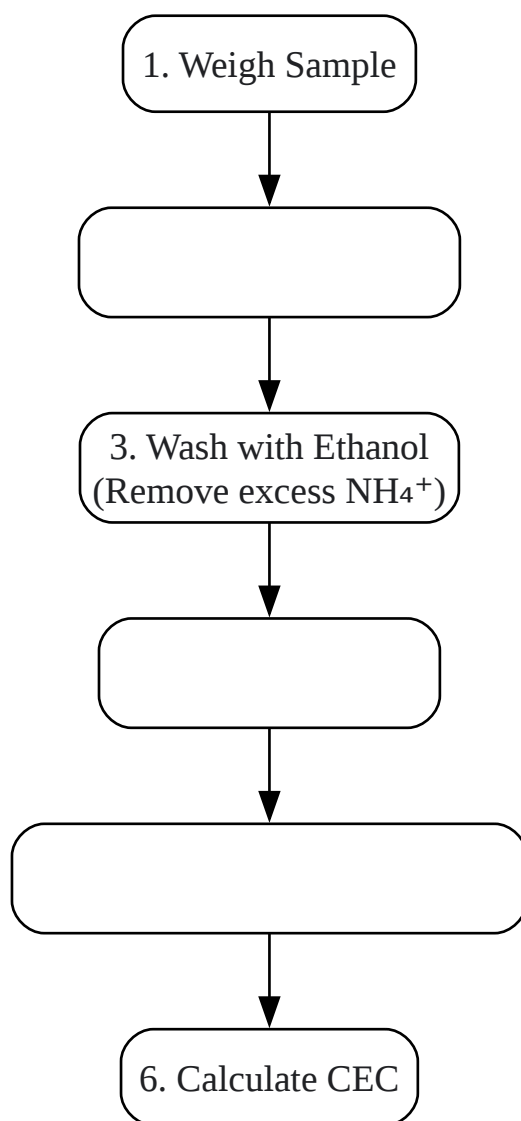 1. Weigh Sample
3. Wash with Ethanol
(Remove excess NH₄⁺)
6. Calculate CEC